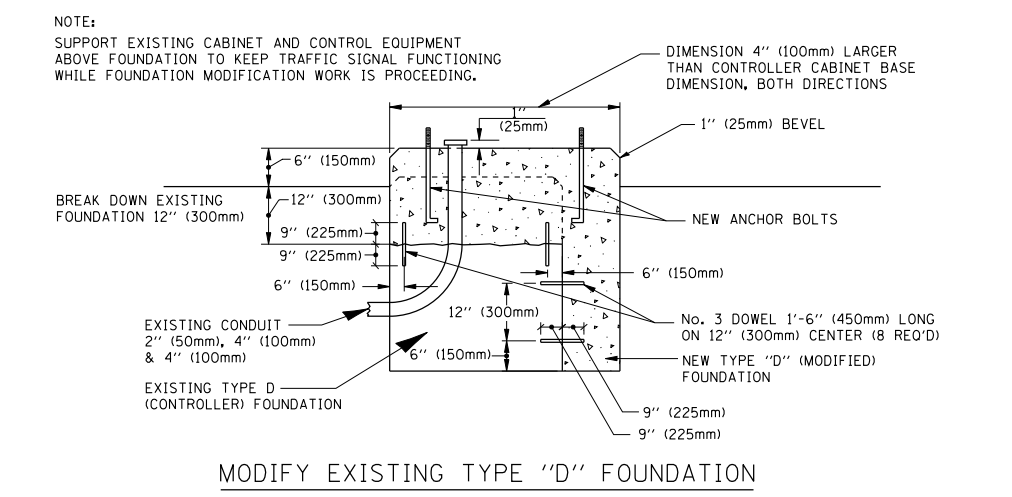 NOTE:
SUPPORT EXISTING CABINET AND CONTROL EQUIPMENT
ABOVE FOUNDATION TO KEEP TRAFFIC SIGNAL FUNCTIONING
WHILE FOUNDATION MODIFICATION WORK IS PROCEEDING.
DIMENSION 4" (100mm) LARGER
THAN CONTROLLER CABINET BASE
DIMENSION, BOTH DIRECTIONS
1"
(25mm)
1" (25mm) BEVEL
6" (150mm)
BREAK DOWN EXISTING
FOUNDATION 12" (300mm)
12" (300mm)
NEW ANCHOR BOLTS
9" (225mm)
9" (225mm)
6" (150mm)
6" (150mm)
12" (300mm)
6" (150mm)
EXISTING CONDUIT
2" (50mm), 4" (100mm)
& 4" (100mm)
No. 3 DOWEL 1'-6" (450mm) LONG
ON 12" (300mm) CENTER (8 REQ'D)
NEW TYPE "D" (MODIFIED)
FOUNDATION
EXISTING TYPE D
(CONTROLLER) FOUNDATION
9" (225mm)
9" (225mm)
MODIFY EXISTING TYPE "D" FOUNDATION